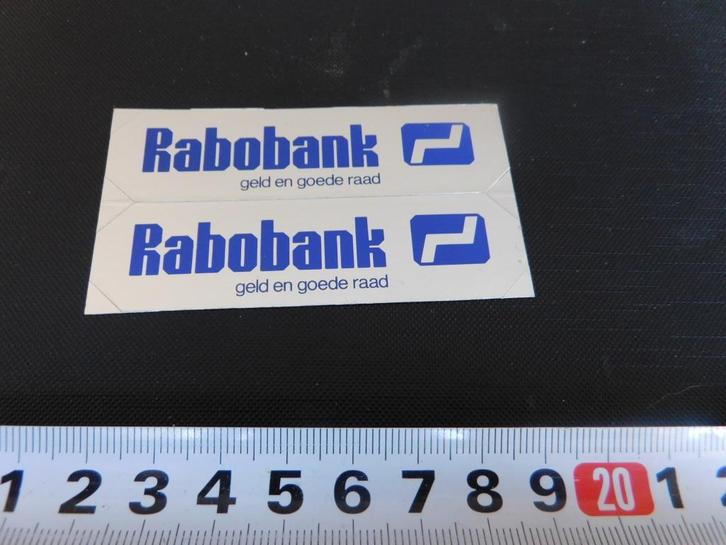 Rabobank
geld en goede raad
Rabobank
geld en goede raad
1 2 3 4 5 6 7 8 9 20 1